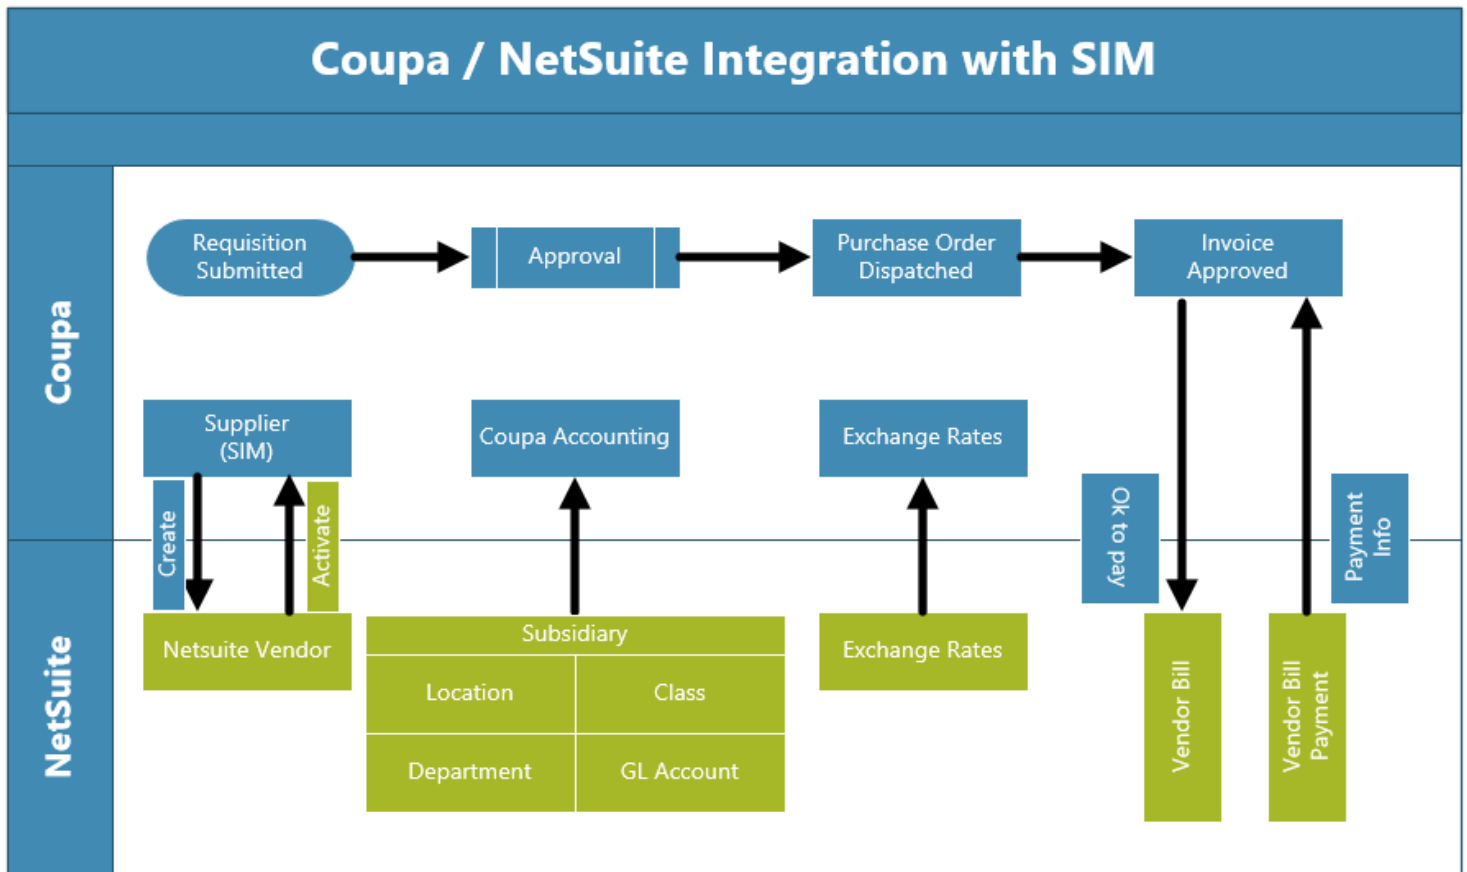 Coupa / NetSuite Integration with SIM
Coupa
Requisition
Submitted
Approval
Purchase Order
Dispatched
Invoice
Approved
Supplier
(SIM)
Coupa Accounting
Exchange Rates
Create
Activate
Ok to pay
Payment
Info
NetSuite
Netsuite Vendor
Subsidiary
Location
Class
Department
GL Account
Exchange Rates
Vendor Bill
Vendor Bill
Payment